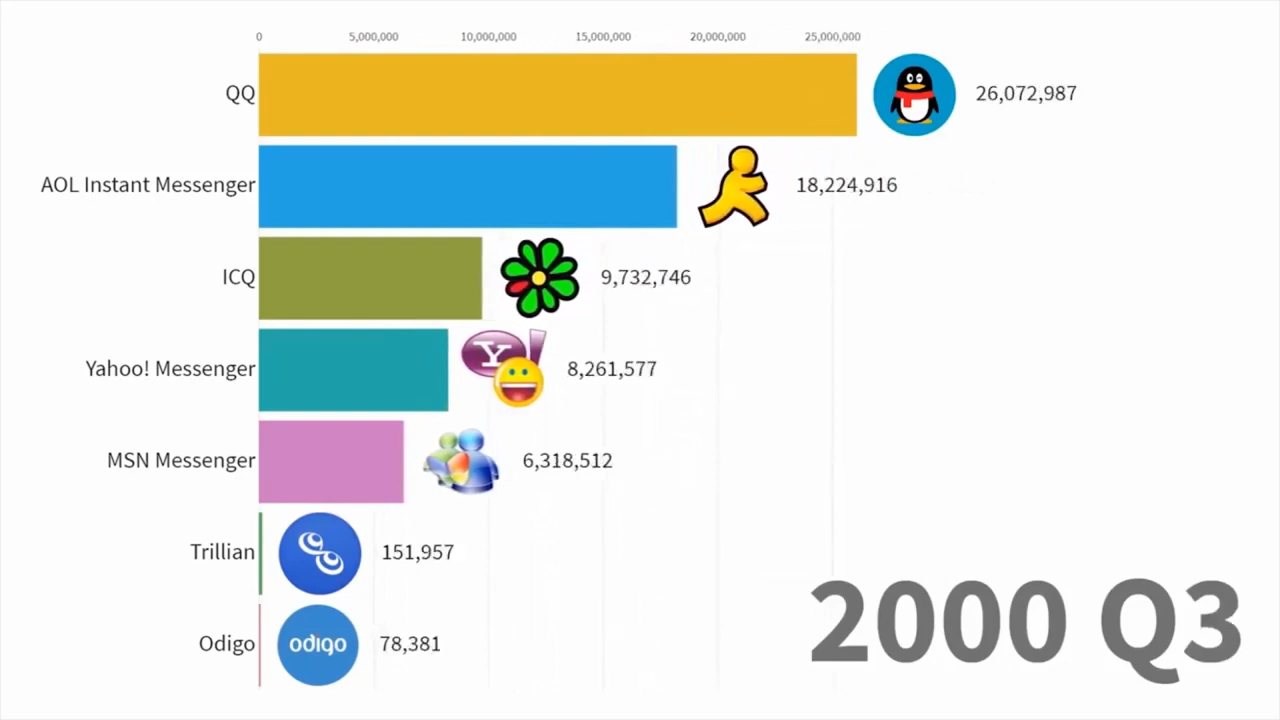 0 5,000,000 10,000,000 15,000,000 20,000,000 25,000,000
QQ 26,072,987
AOL Instant Messenger 18,224,916
ICQ 9,732,746
Yahoo! Messenger Y! 8,261,577
MSN Messenger 6,318,512
Trillian 151,957
Odigo odigo 78,381
2000 Q3